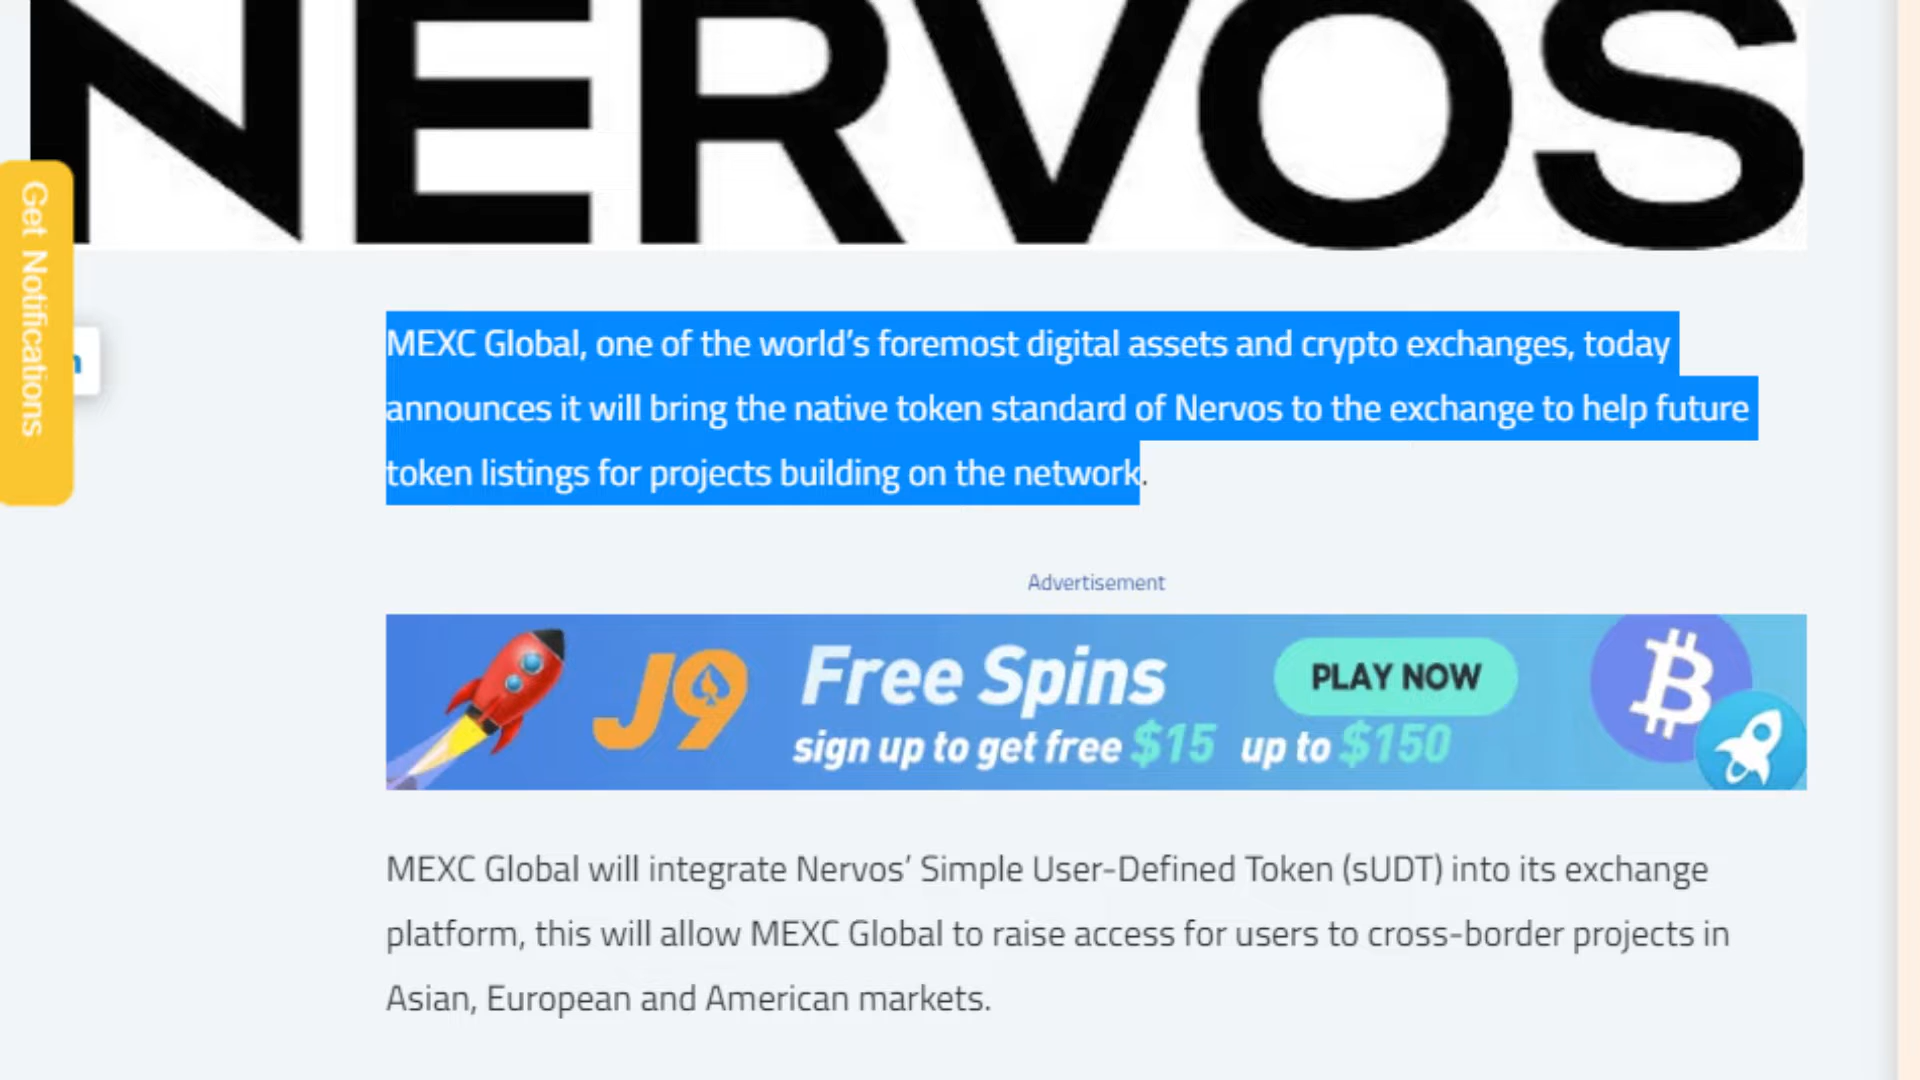 NERVOS
Get Notifications
MEXC Global, one of the world’s foremost digital assets and crypto exchanges, today
announces it will bring the native token standard of Nervos to the exchange to help future
token listings for projects building on the network.
Advertisement
J9
Free Spins
sign up to get free $15 up to $150
PLAY NOW
MEXC Global will integrate Nervos’ Simple User-Defined Token (sUDT) into its exchange
platform, this will allow MEXC Global to raise access for users to cross-border projects in
Asian, European and American markets.